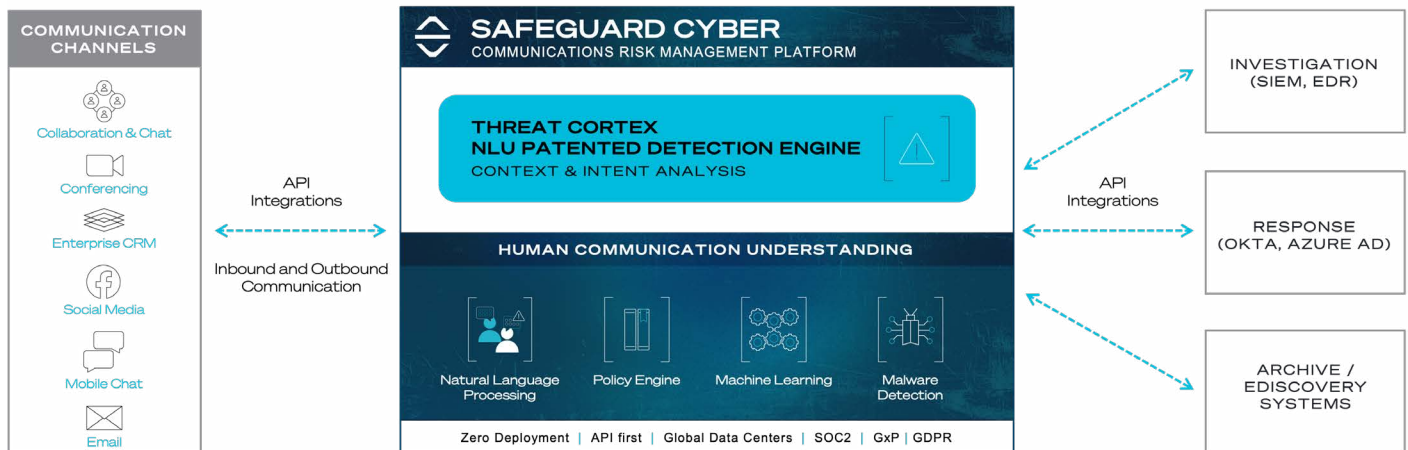 COMMUNICATION
CHANNELS
Collaboration & Chat
Conferencing
Enterprise CRM
Social Media
Mobile Chat
Email
API
Integrations
Inbound and Outbound
Communication
SAFEGUARD CYBER
COMMUNICATIONS RISK MANAGEMENT PLATFORM
THREAT CORTEX
NLU PATENTED DETECTION ENGINE
CONTEXT & INTENT ANALYSIS
HUMAN COMMUNICATION UNDERSTANDING
Natural Language
Processing
Policy Engine
Machine Learning
Malware
Detection
Zero Deployment | API first | Global Data Centers | SOC2 | GxP | GDPR
API
Integrations
INVESTIGATION
(SIEM, EDR)
RESPONSE
(OKTA, AZURE AD)
ARCHIVE /
EDISCOVERY
SYSTEMS